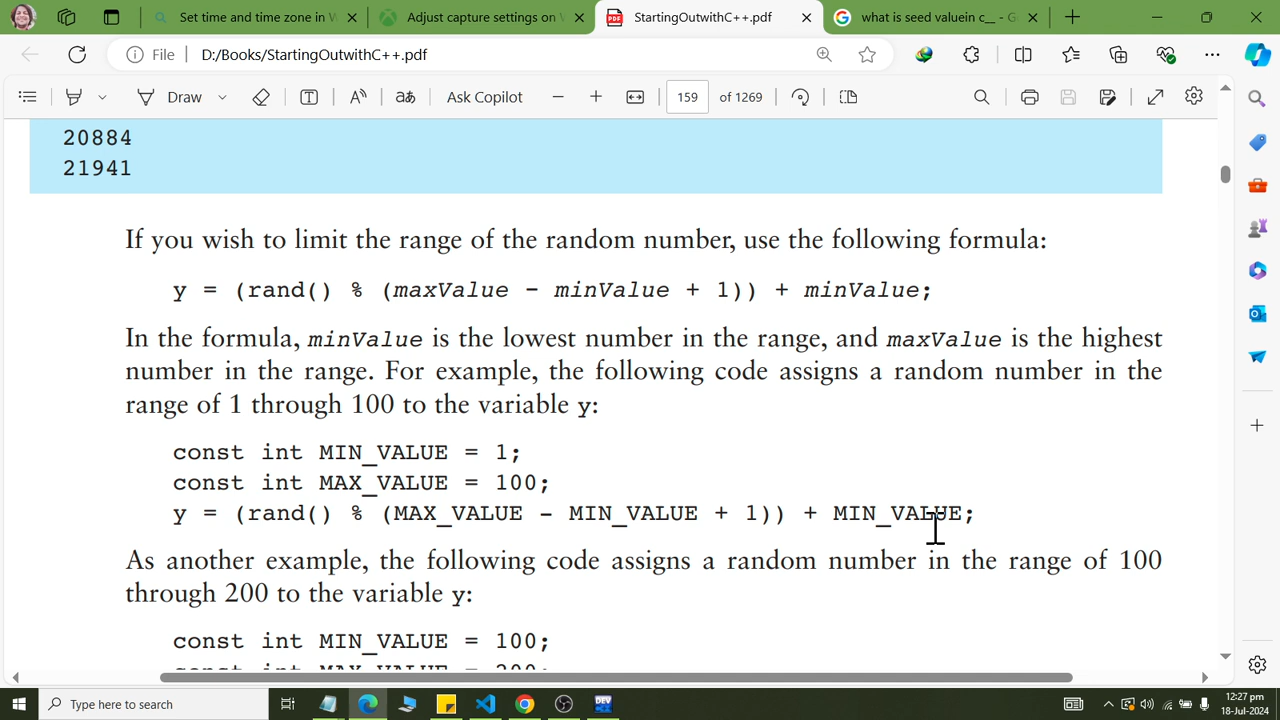 Set time and time zone in W
Adjust capture settings on W
StartingOutwithC++.pdf
what is seed valuein c__ - G
File
D:/Books/StartingOutwithC++.pdf
Draw
Ask Copilot
159
of 1269
20884
21941
If you wish to limit the range of the random number, use the following formula:
y = (rand() % (maxValue - minValue + 1)) + minValue;
In the formula, minValue is the lowest number in the range, and maxValue is the highest
number in the range. For example, the following code assigns a random number in the
range of 1 through 100 to the variable y:
const int MIN_VALUE = 1;
const int MAX_VALUE = 100;
y = (rand() % (MAX_VALUE - MIN_VALUE + 1)) + MIN_VALUE;
As another example, the following code assigns a random number in the range of 100
through 200 to the variable y:
const int MIN_VALUE = 100;
const int MAX_VALUE = 200;
Type here to search
DEV
12:27 pm
18-Jul-2024